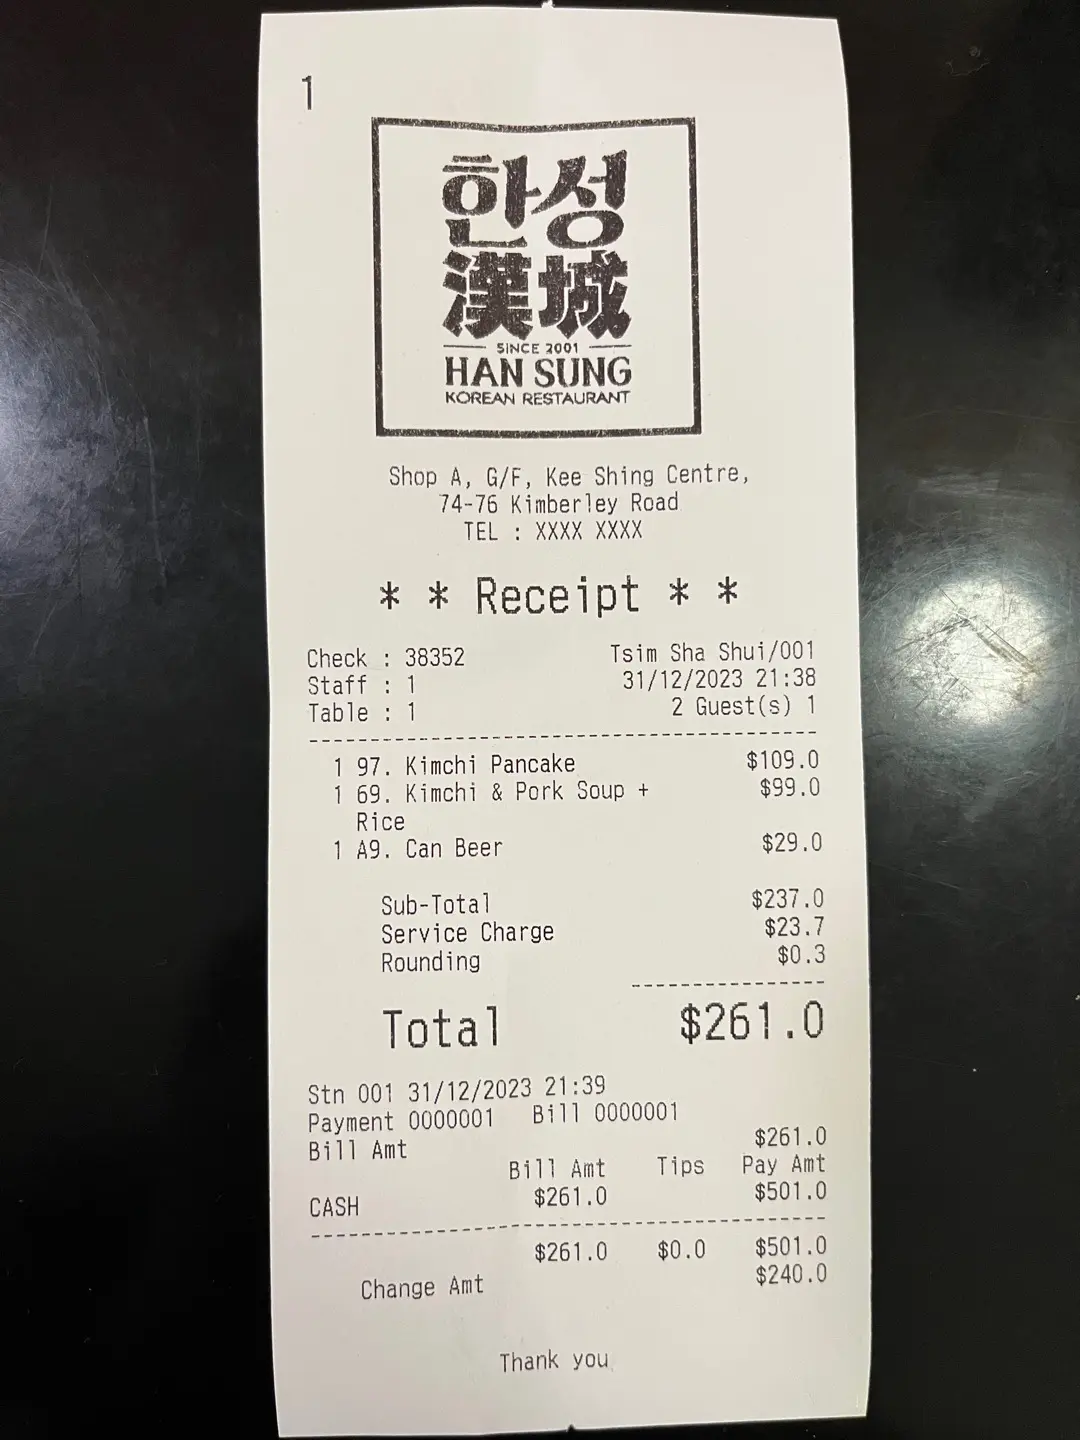 1
한성
漢城
SINCE 2001
HAN SUNG
KOREAN RESTAURANT
Shop A, G/F, Kee Shing Centre,
74-76 Kimberley Road
TEL : XXXX XXXX
* * Receipt * *
Check : 38352 Tsim Sha Shui/001
Staff : 1 31/12/2023 21:38
Table : 1 2 Guest(s) 1
1 97. Kimchi Pancake $109.0
1 69. Kimchi & Pork Soup + $99.0
Rice
1 A9. Can Beer $29.0
Sub-Total $237.0
Service Charge $23.7
Rounding $0.3
Total $261.0
Stn 001 31/12/2023 21:39
Payment 0000001 Bill 0000001
Bill Amt $261.0
Bill Amt Tips Pay Amt
CASH $261.0 $501.0
$261.0 $0.0 $501.0
Change Amt $240.0
Thank you